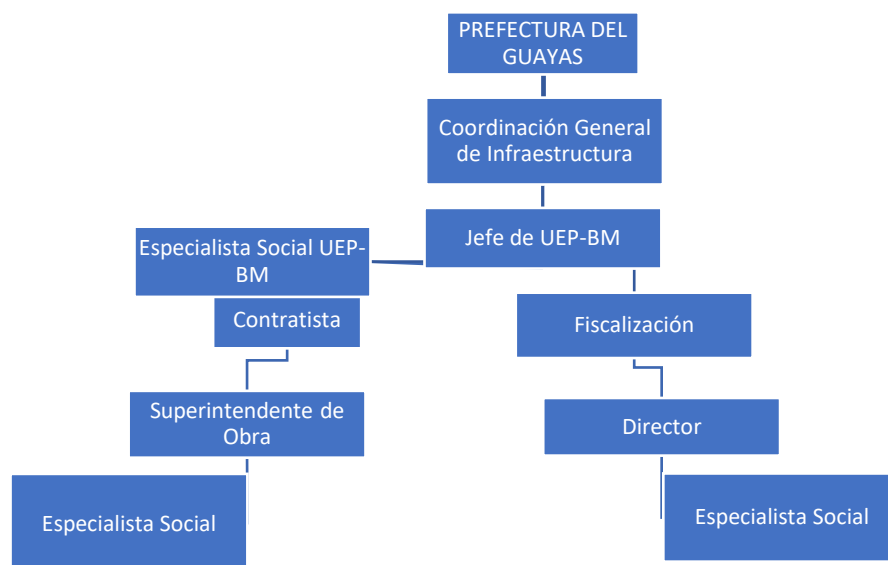 PREFECTURA DEL
GUAYAS
Coordinación General
de Infraestructura
Jefe de UEP-BM
Especialista Social UEP-
BM
Contratista
Fiscalización
Superintendente de
Obra
Director
Especialista Social
Especialista Social